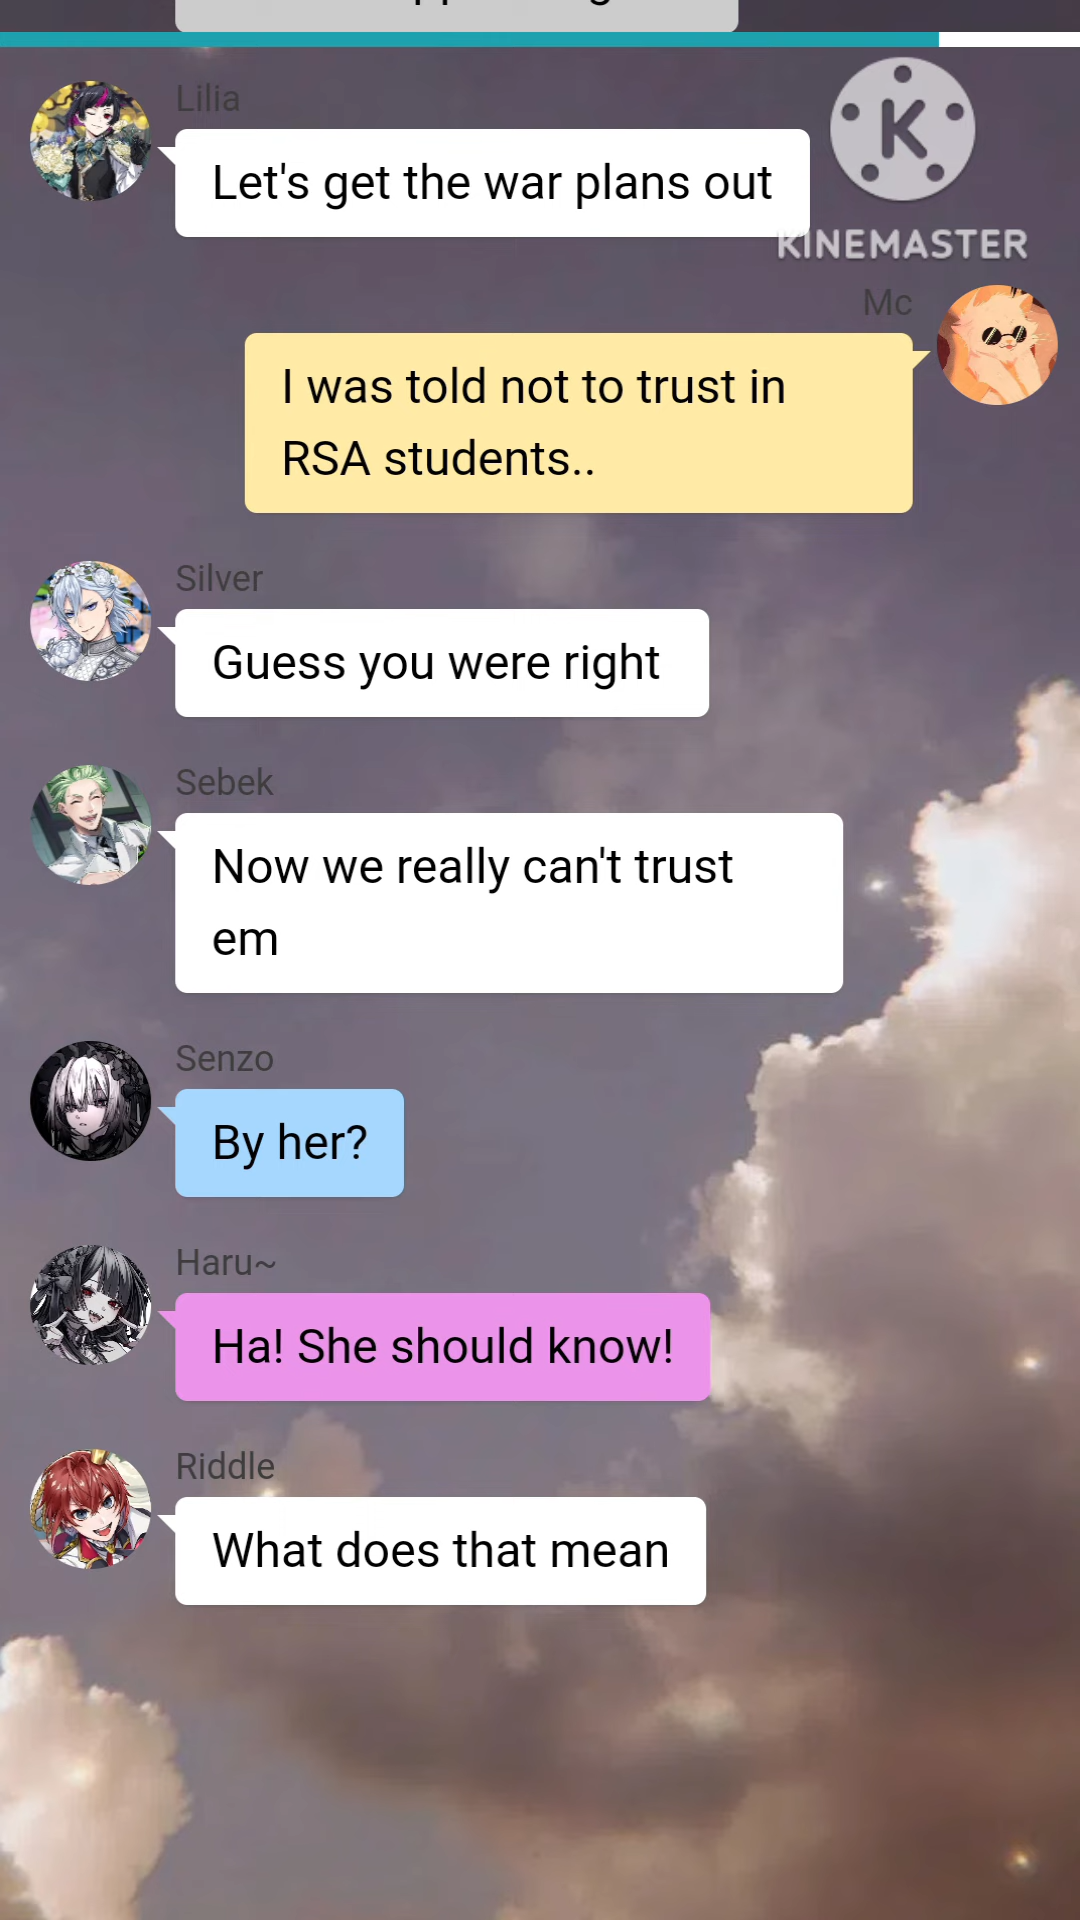 Lilia
Let's get the war plans out
K
KINEMASTER
Mc
I was told not to trust in
RSA students..
Silver
Guess you were right
Sebek
Now we really can't trust
em
Senzo
By her?
Haru~
Ha! She should know!
Riddle
What does that mean